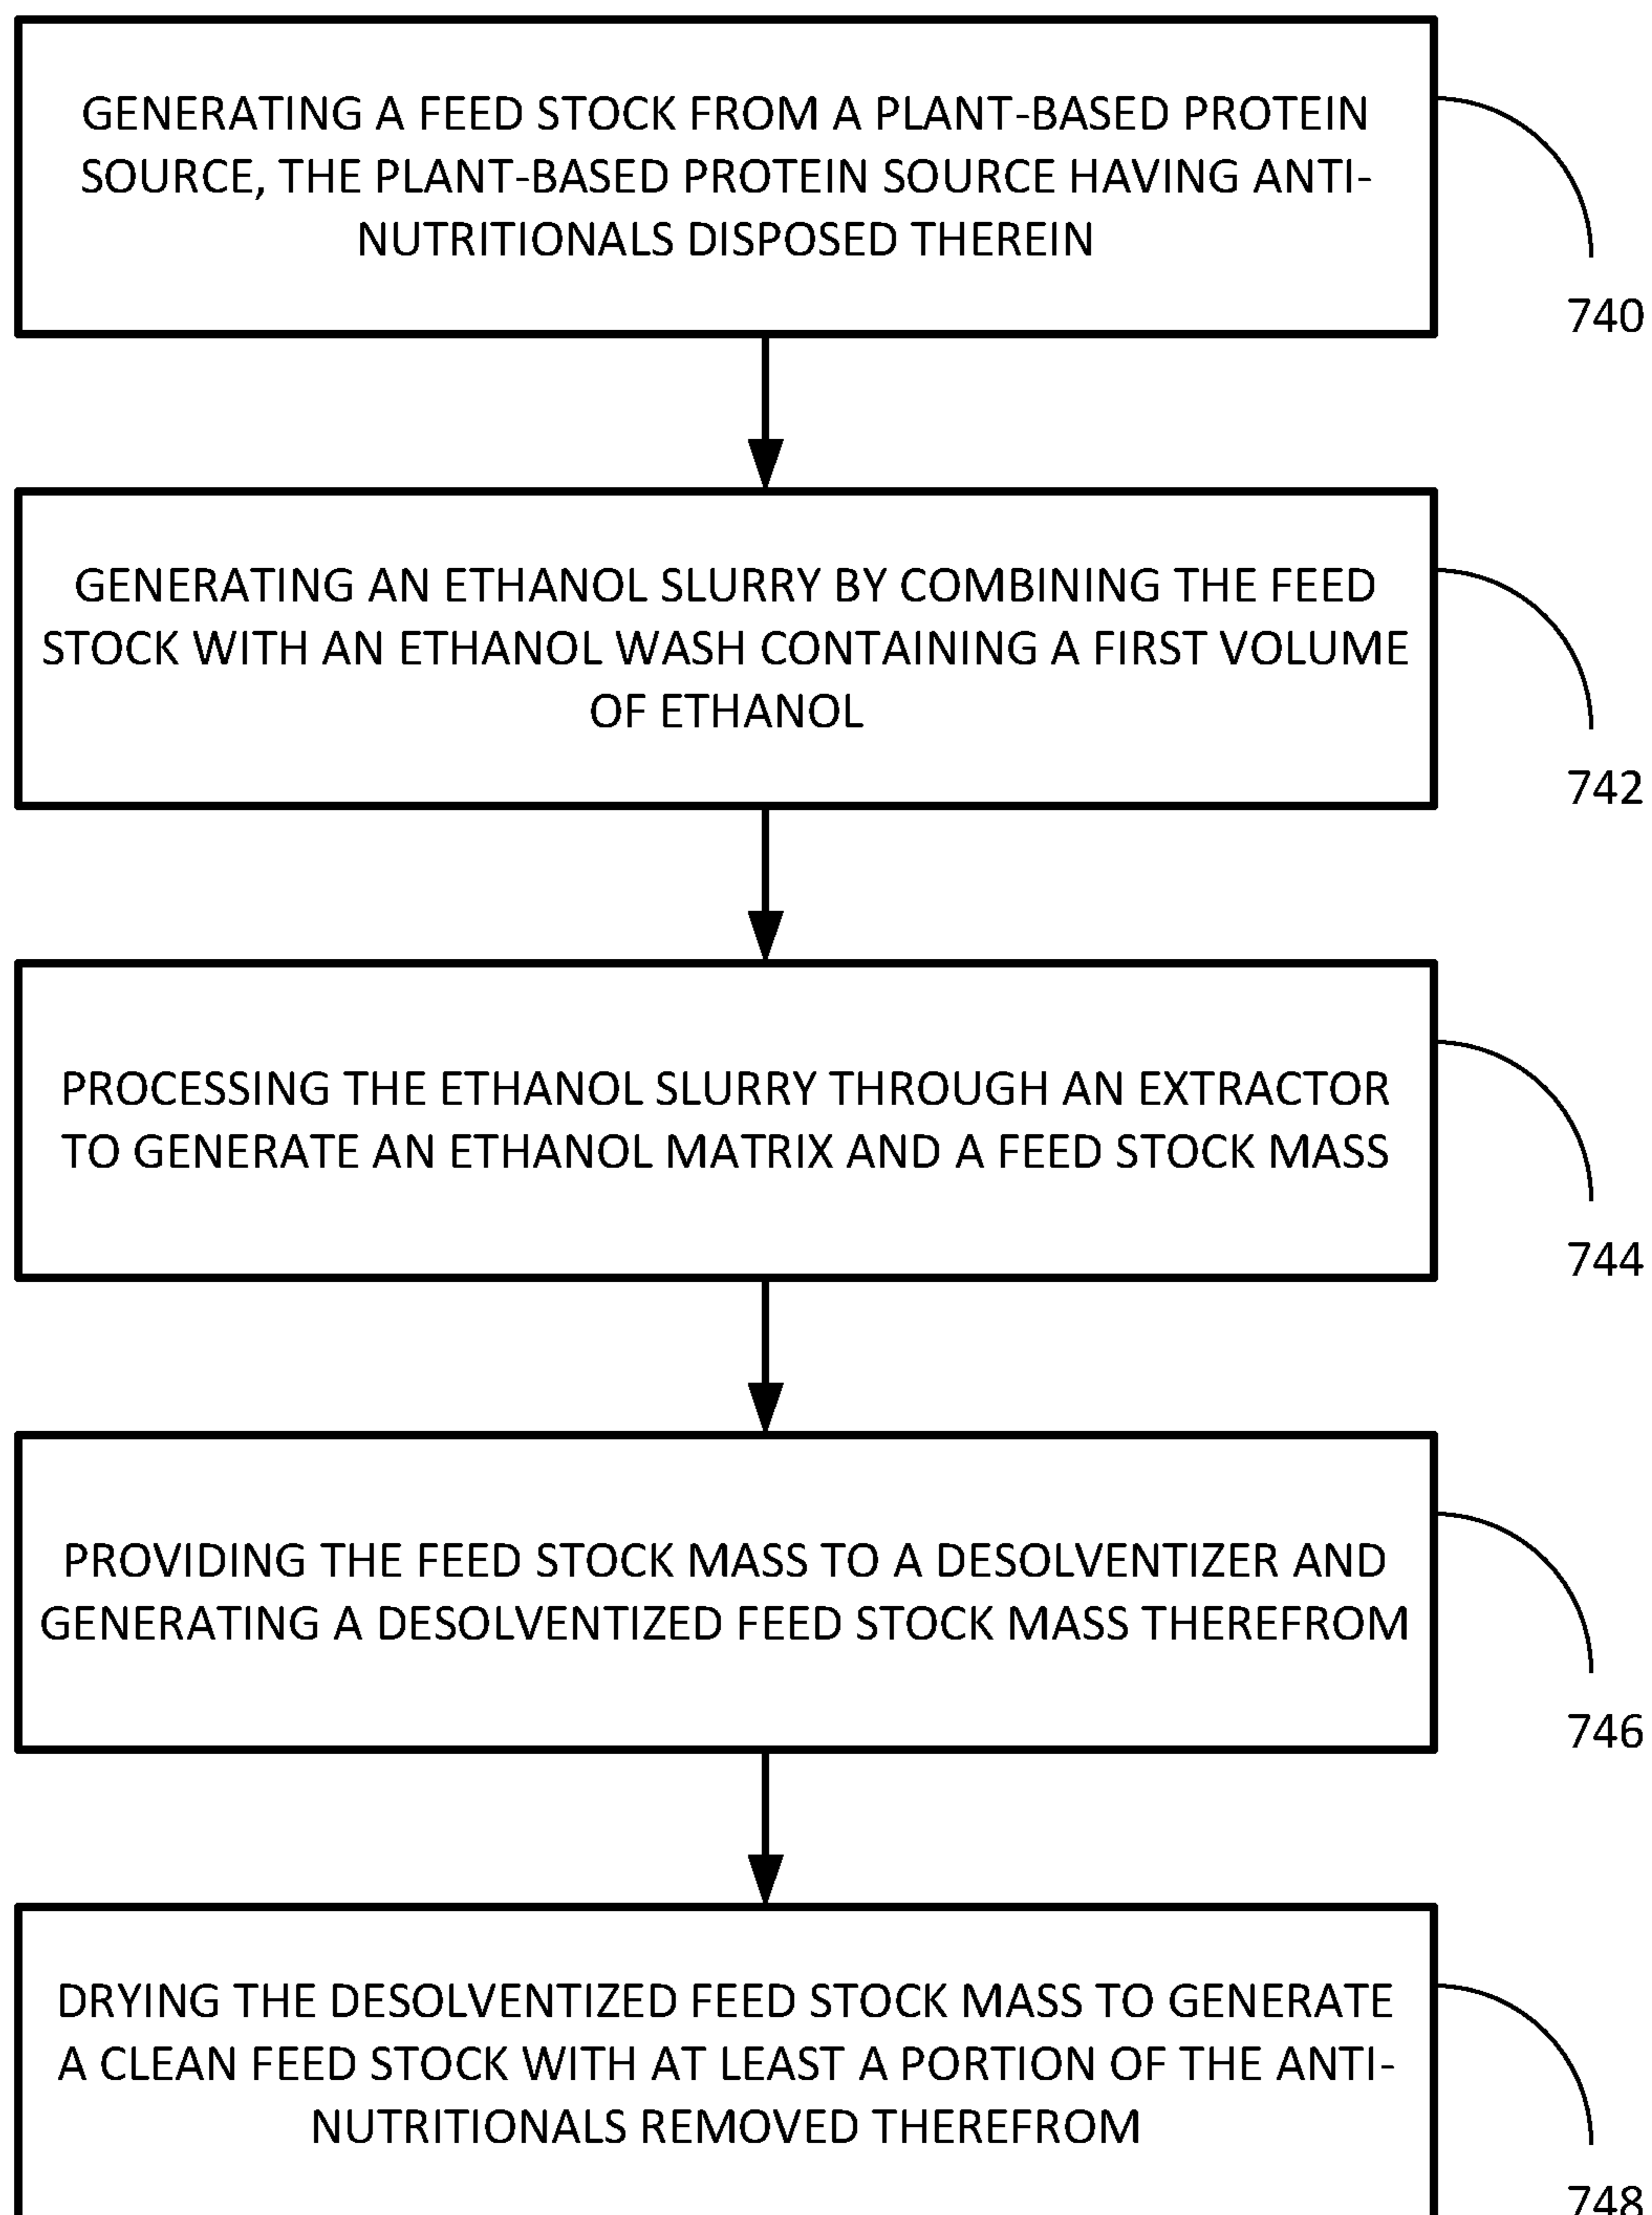 GENERATING A FEED STOCK FROM A PLANT-BASED PROTEIN
SOURCE, THE PLANT-BASED PROTEIN SOURCE HAVING ANTI-
NUTRITIONALS DISPOSED THEREIN
740
GENERATING AN ETHANOL SLURRY BY COMBINING THE FEED
STOCK WITH AN ETHANOL WASH CONTAINING A FIRST VOLUME
OF ETHANOL
742
PROCESSING THE ETHANOL SLURRY THROUGH AN EXTRACTOR
TO GENERATE AN ETHANOL MATRIX AND A FEED STOCK MASS
744
PROVIDING THE FEED STOCK MASS TO A DESOLVENTIZER AND
GENERATING A DESOLVENTIZED FEED STOCK MASS THEREFROM
746
DRYING THE DESOLVENTIZED FEED STOCK MASS TO GENERATE
A CLEAN FEED STOCK WITH AT LEAST A PORTION OF THE ANTI-
NUTRITIONALS REMOVED THEREFROM
748